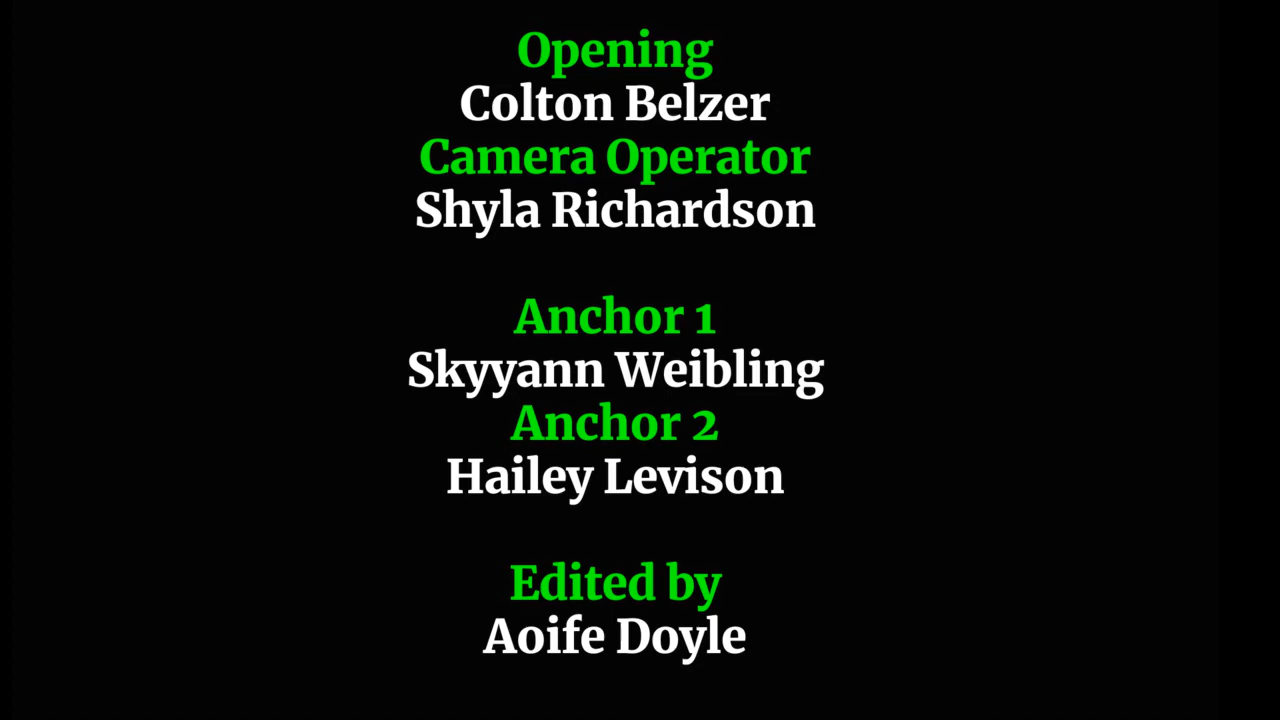 Opening
Colton Belzer
Camera Operator
Shyla Richardson
Anchor 1
Skyyann Weibling
Anchor 2
Hailey Levison
Edited by
Aoife Doyle